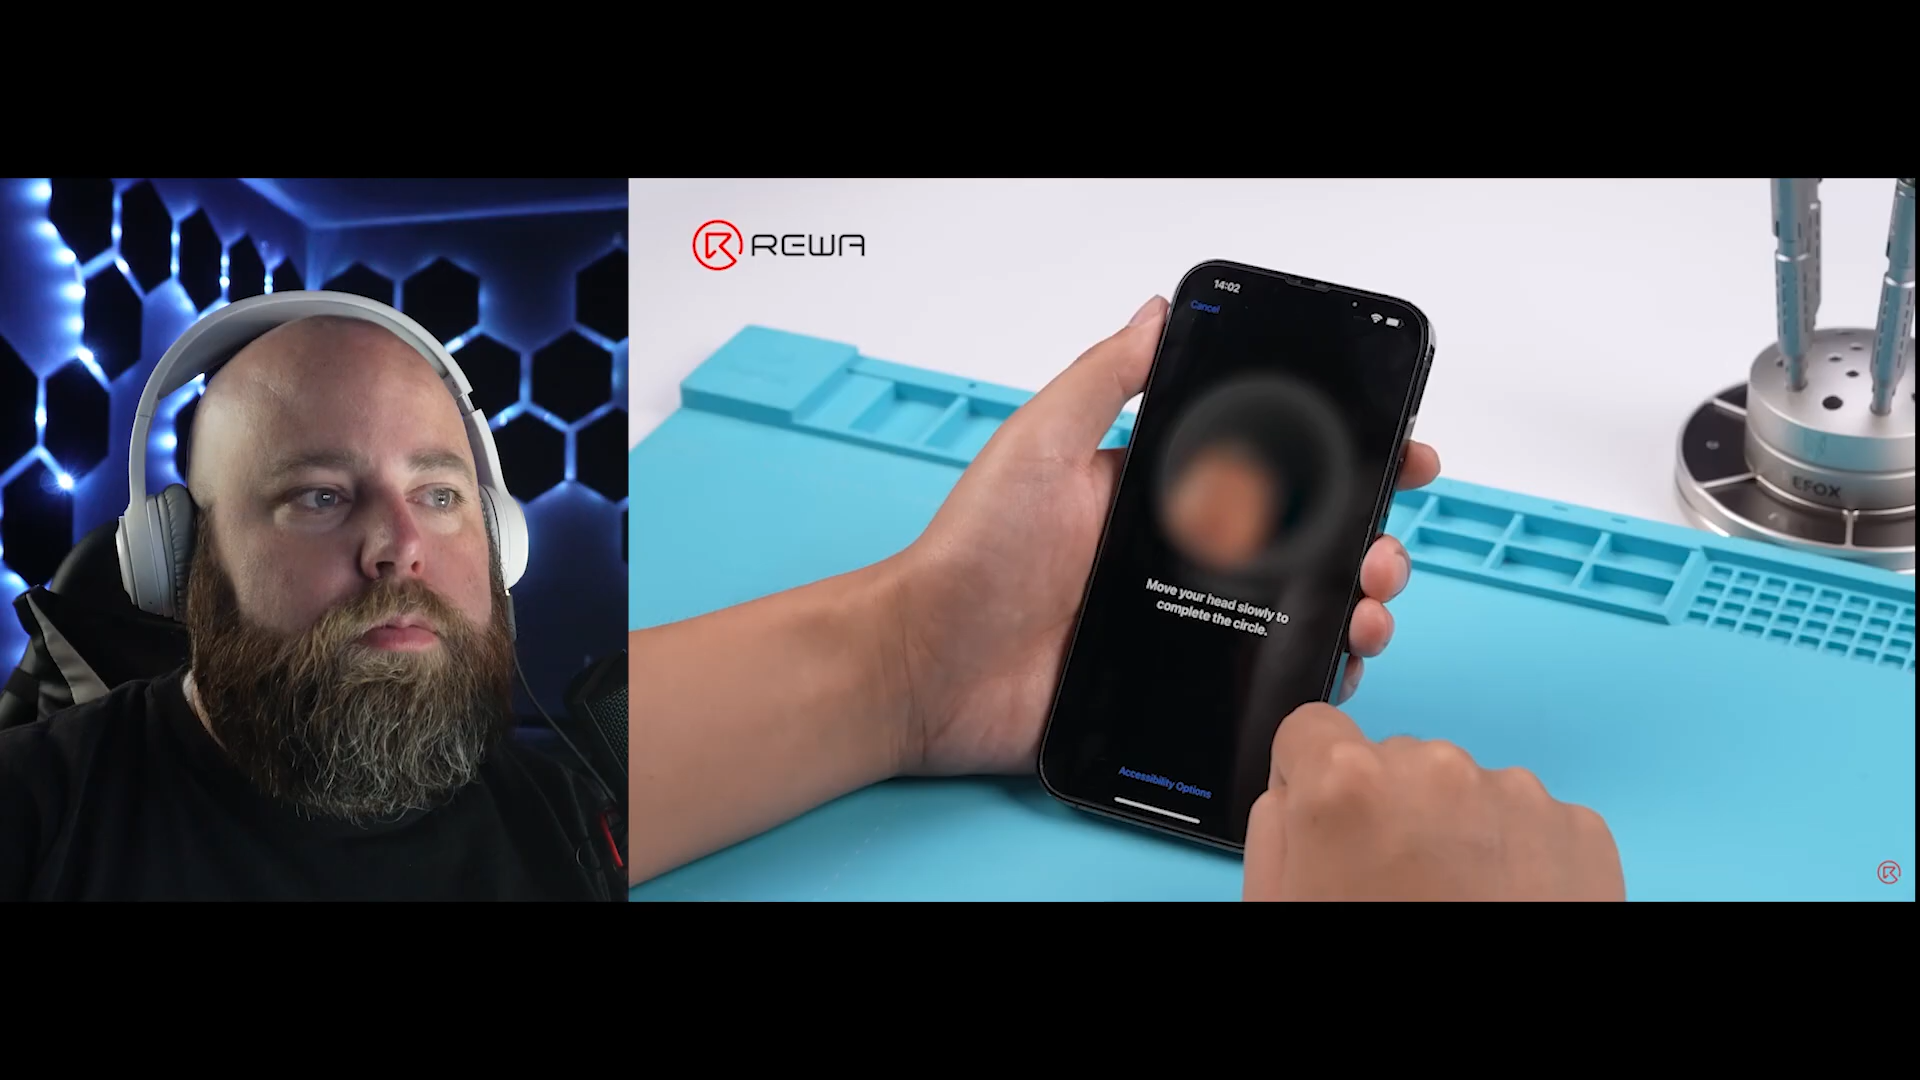 REWA
14:02
Cancel
Move your head slowly to
complete the circle.
Accessibility Options
EFOX